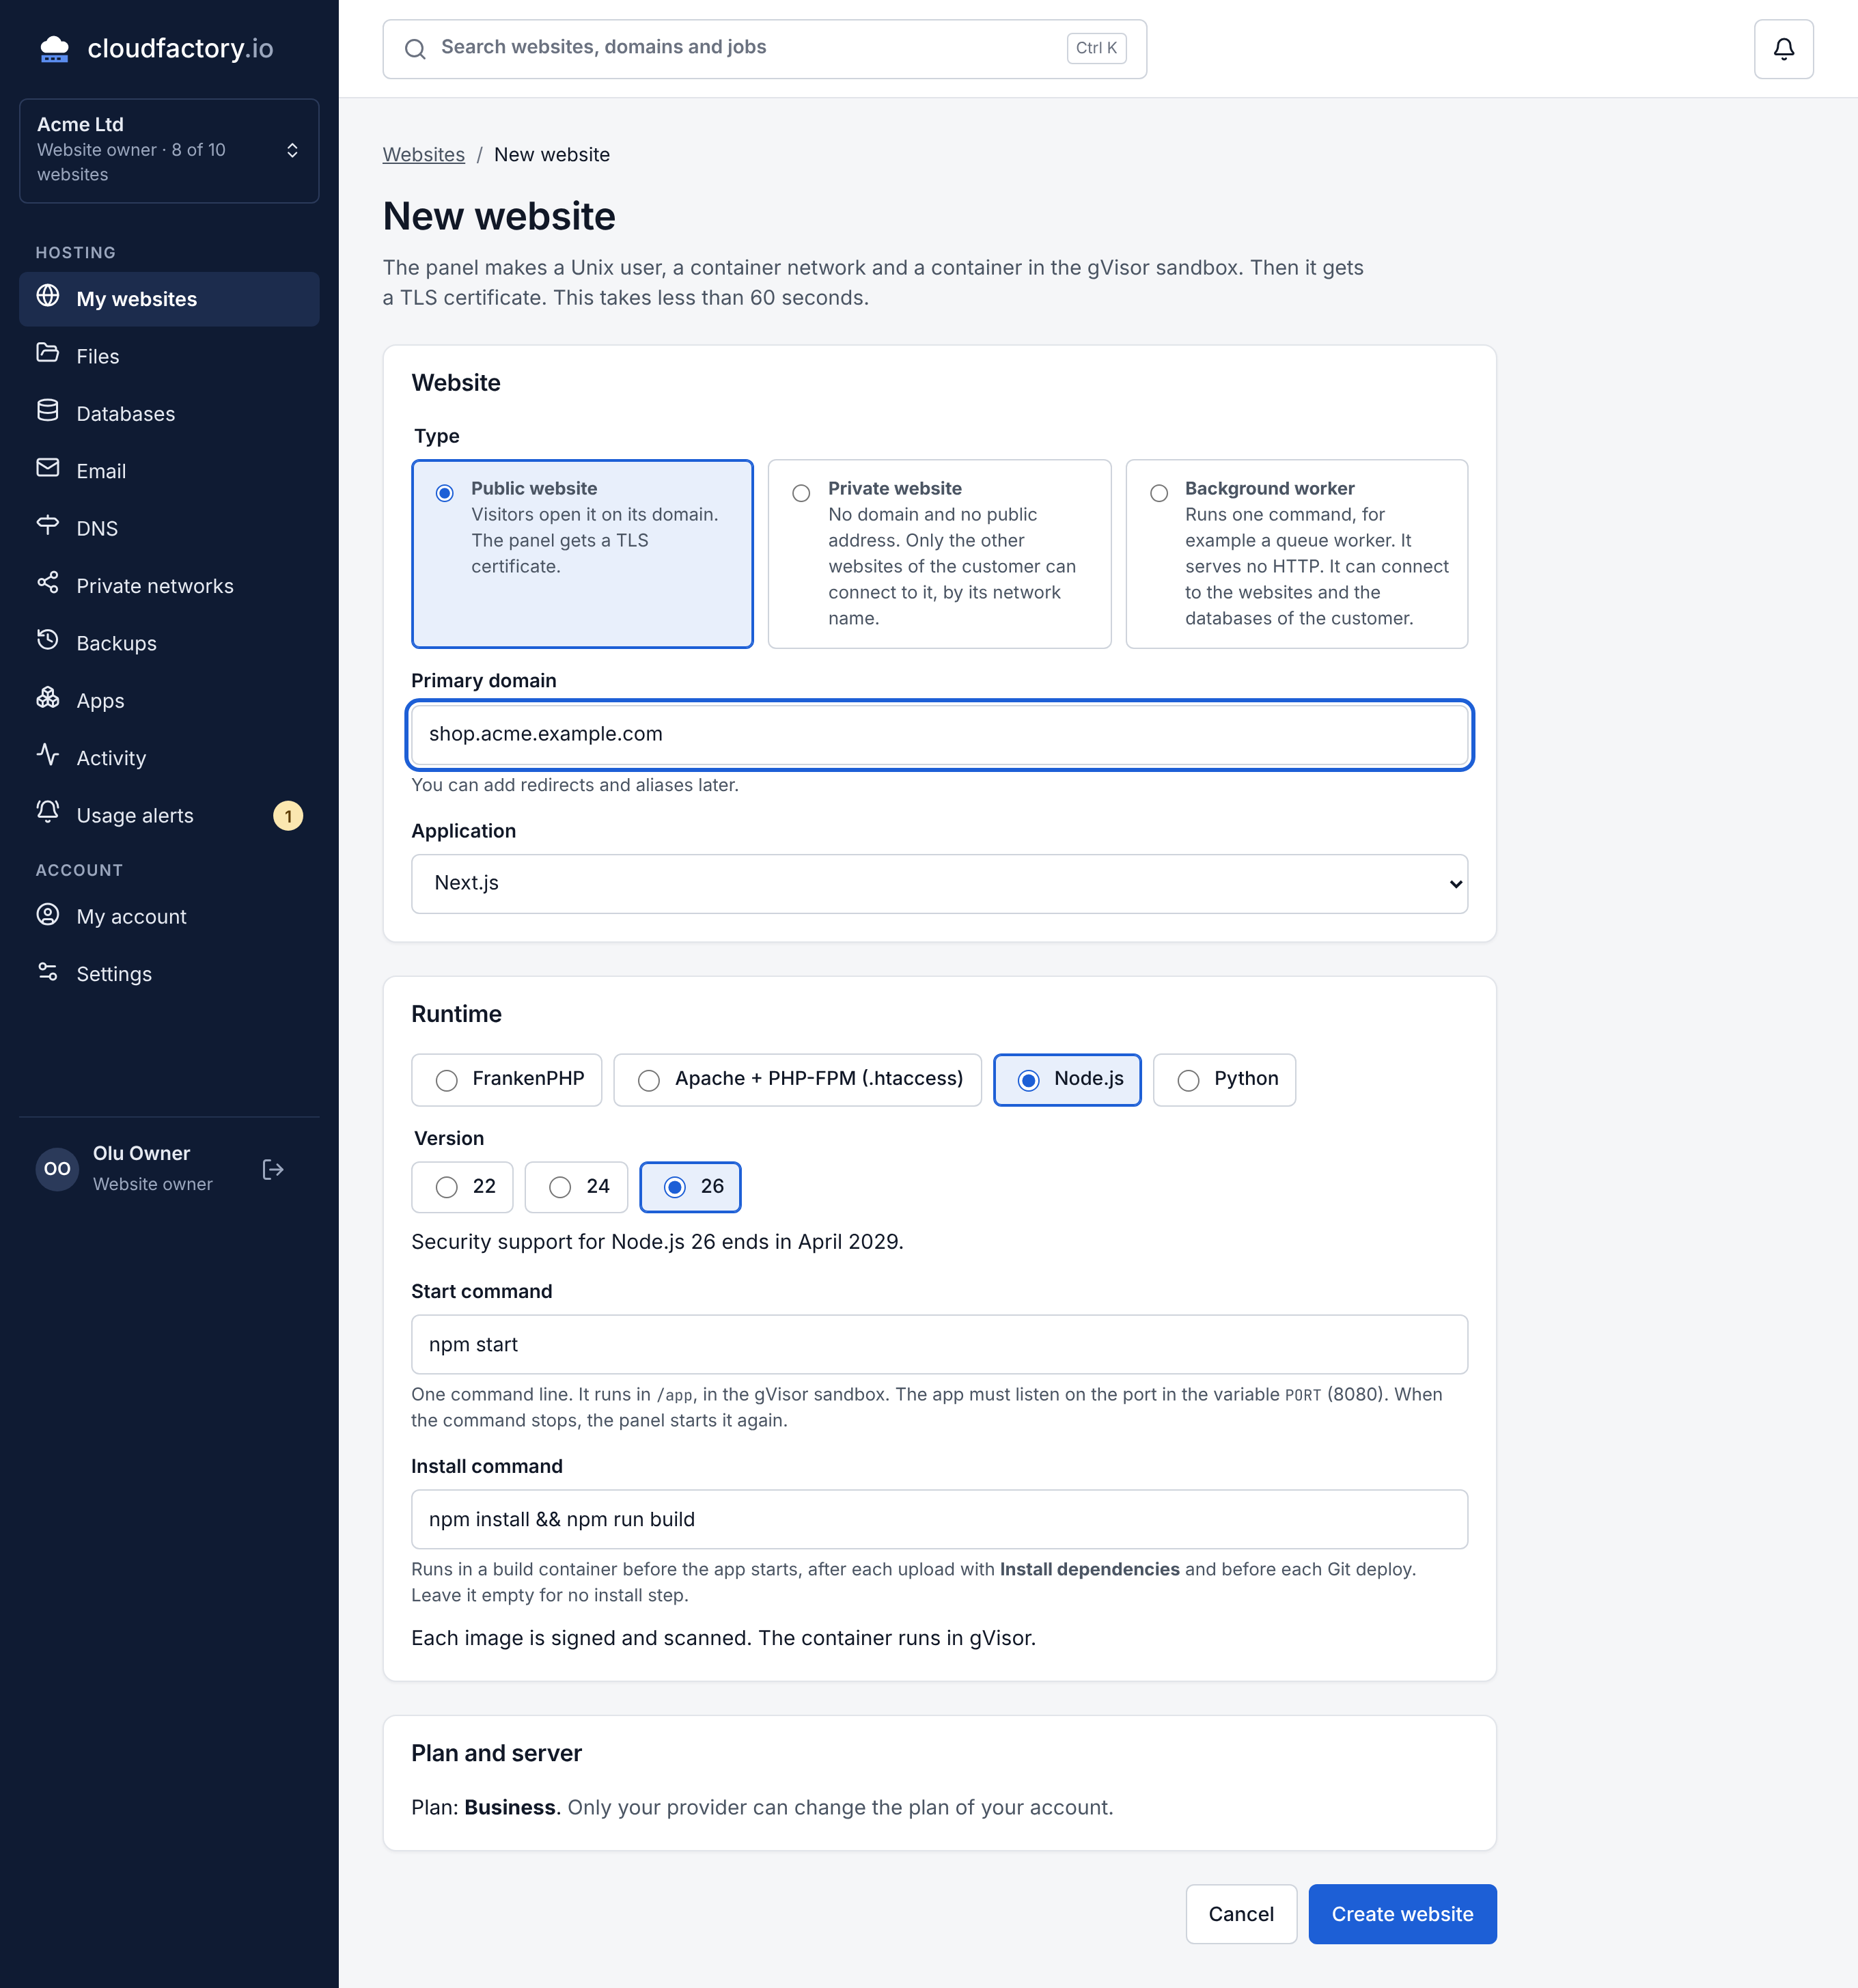 cloudfactory.io
Acme Ltd
Website owner · 8 of 10
websites
HOSTING
My websites
Files
Databases
Email
DNS
Private networks
Backups
Apps
Activity
Usage alerts 1
ACCOUNT
My account
Settings
OO
Olu Owner
Website owner
Search websites, domains and jobs Ctrl K
Websites / New website
New website
The panel makes a Unix user, a container network and a container in the gVisor sandbox. Then it gets
a TLS certificate. This takes less than 60 seconds.
Website
Type
Public website
Visitors open it on its domain.
The panel gets a TLS
certificate.
Private website
No domain and no public
address. Only the other
websites of the customer can
connect to it, by its network
name.
Background worker
Runs one command, for
example a queue worker. It
serves no HTTP. It can connect
to the websites and the
databases of the customer.
Primary domain
shop.acme.example.com
You can add redirects and aliases later.
Application
Next.js
Runtime
FrankenPHP Apache + PHP-FPM (.htaccess) Node.js Python
Version
22 24 26
Security support for Node.js 26 ends in April 2029.
Start command
npm start
One command line. It runs in /app, in the gVisor sandbox. The app must listen on the port in the variable PORT (8080). When
the command stops, the panel starts it again.
Install command
npm install && npm run build
Runs in a build container before the app starts, after each upload with Install dependencies and before each Git deploy.
Leave it empty for no install step.
Each image is signed and scanned. The container runs in gVisor.
Plan and server
Plan: Business. Only your provider can change the plan of your account.
Cancel Create website